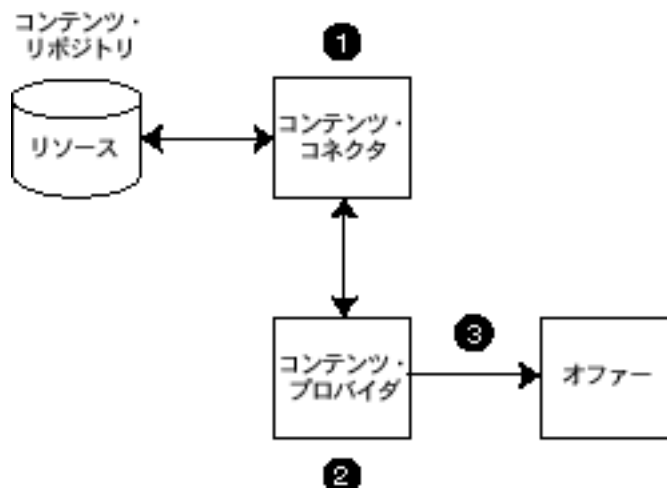 コンテンツ・
リポジトリ
リソース
1
コンテンツ・
コネクタ
コンテンツ・
プロバイダ
2
3
オファー